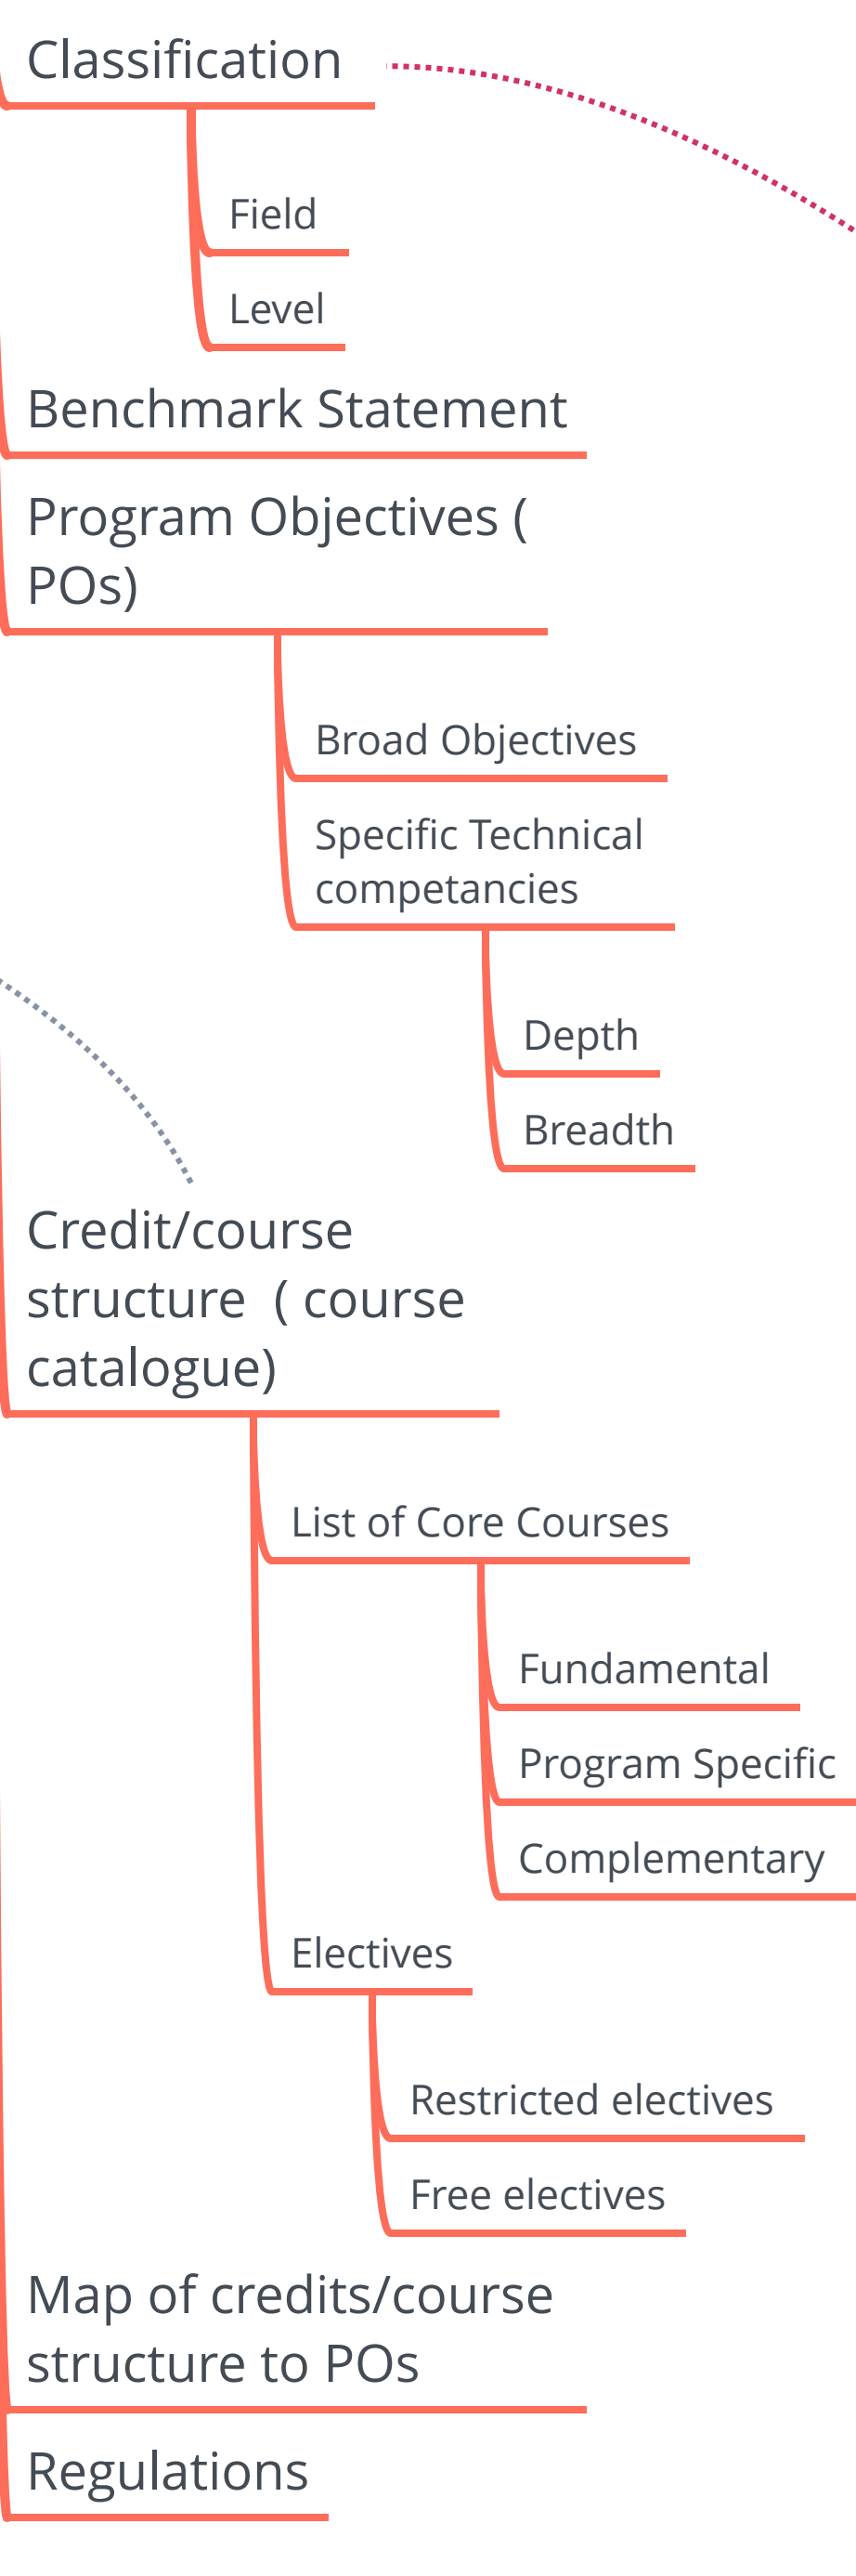 Classification
Field
Level
Benchmark Statement
Program Objectives (
POs)
Broad Objectives
Specific Technical
competancies
Depth
Breadth
Credit/course
structure  ( course
catalogue)
List of Core Courses
Fundamental
Program Specific
Complementary
Electives
Restricted electives
Free electives
Map of credits/course
structure to POs
Regulations